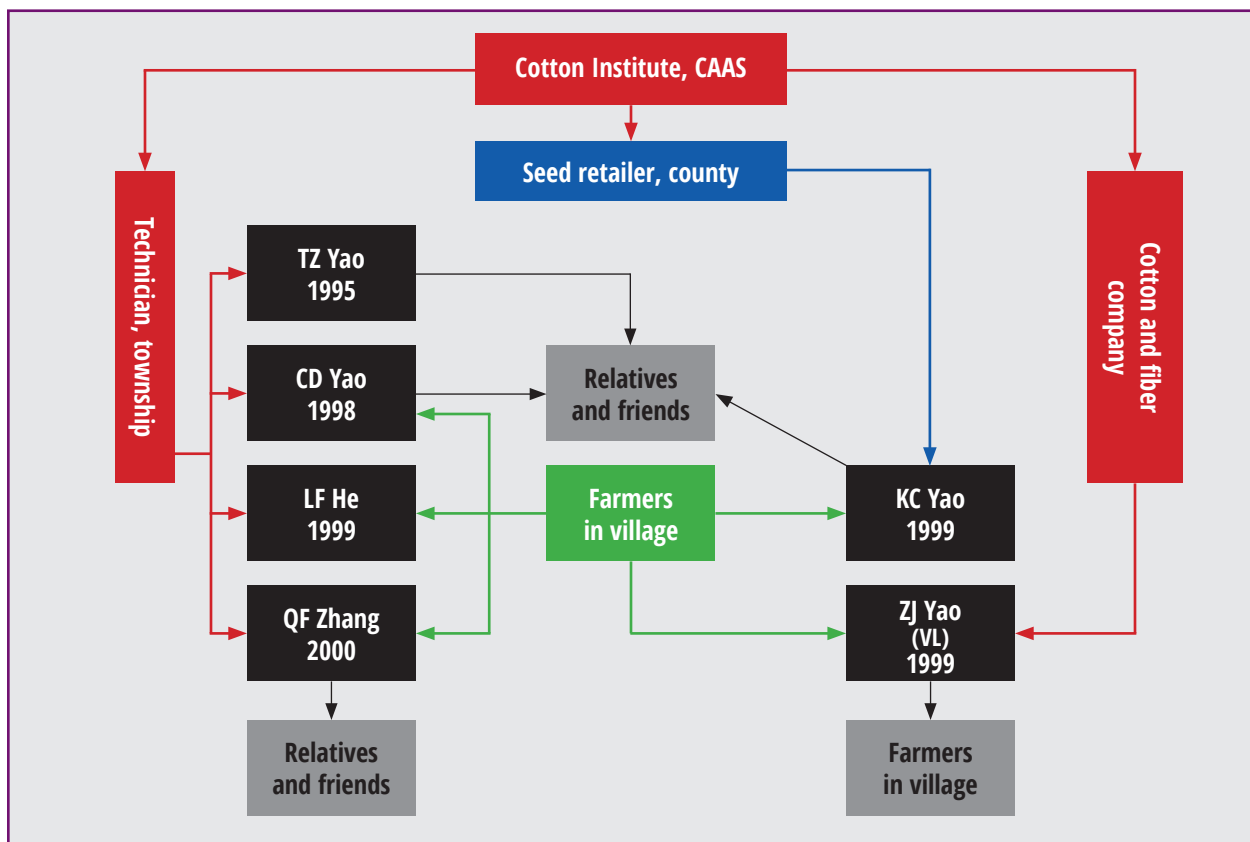 Cotton Institute, CAAS
Seed retailer, county
Technician, township
Cotton and fiber
company
TZ Yao
1995
CD Yao
1998
Relatives
and friends
LF He
1999
Farmers
in village
KC Yao
1999
QF Zhang
2000
ZJ Yao
(VL)
1999
Relatives
and friends
Farmers
in village